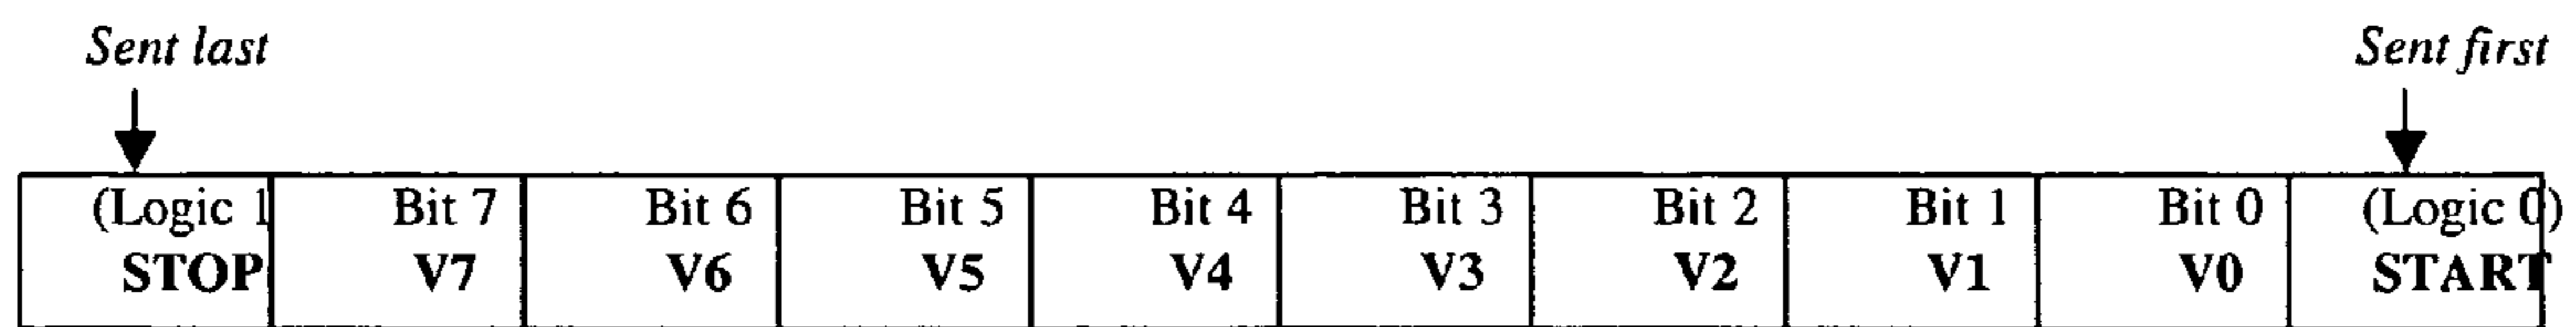 Sent last Sent first
(Logic 1 Bit 7 Bit 6 Bit 5 Bit 4 Bit 3 Bit 2 Bit 1 Bit 0 (Logic 0)
STOP V7 V6 V5 V4 V3 V2 V1 V0 START